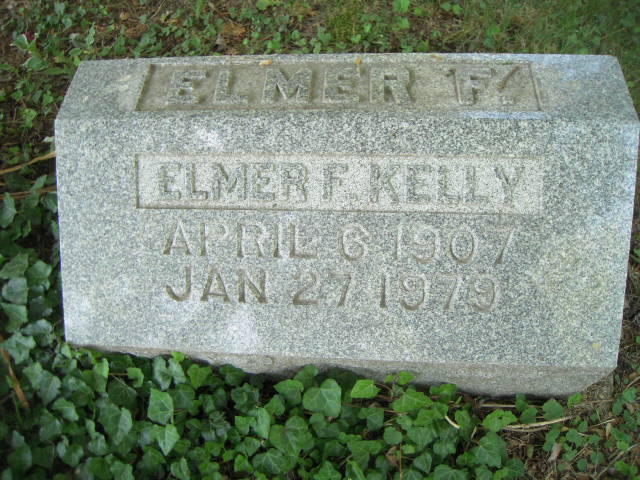 ELMER F.
ELMER F. KELLY
APRIL 6 1907
JAN 27 1979